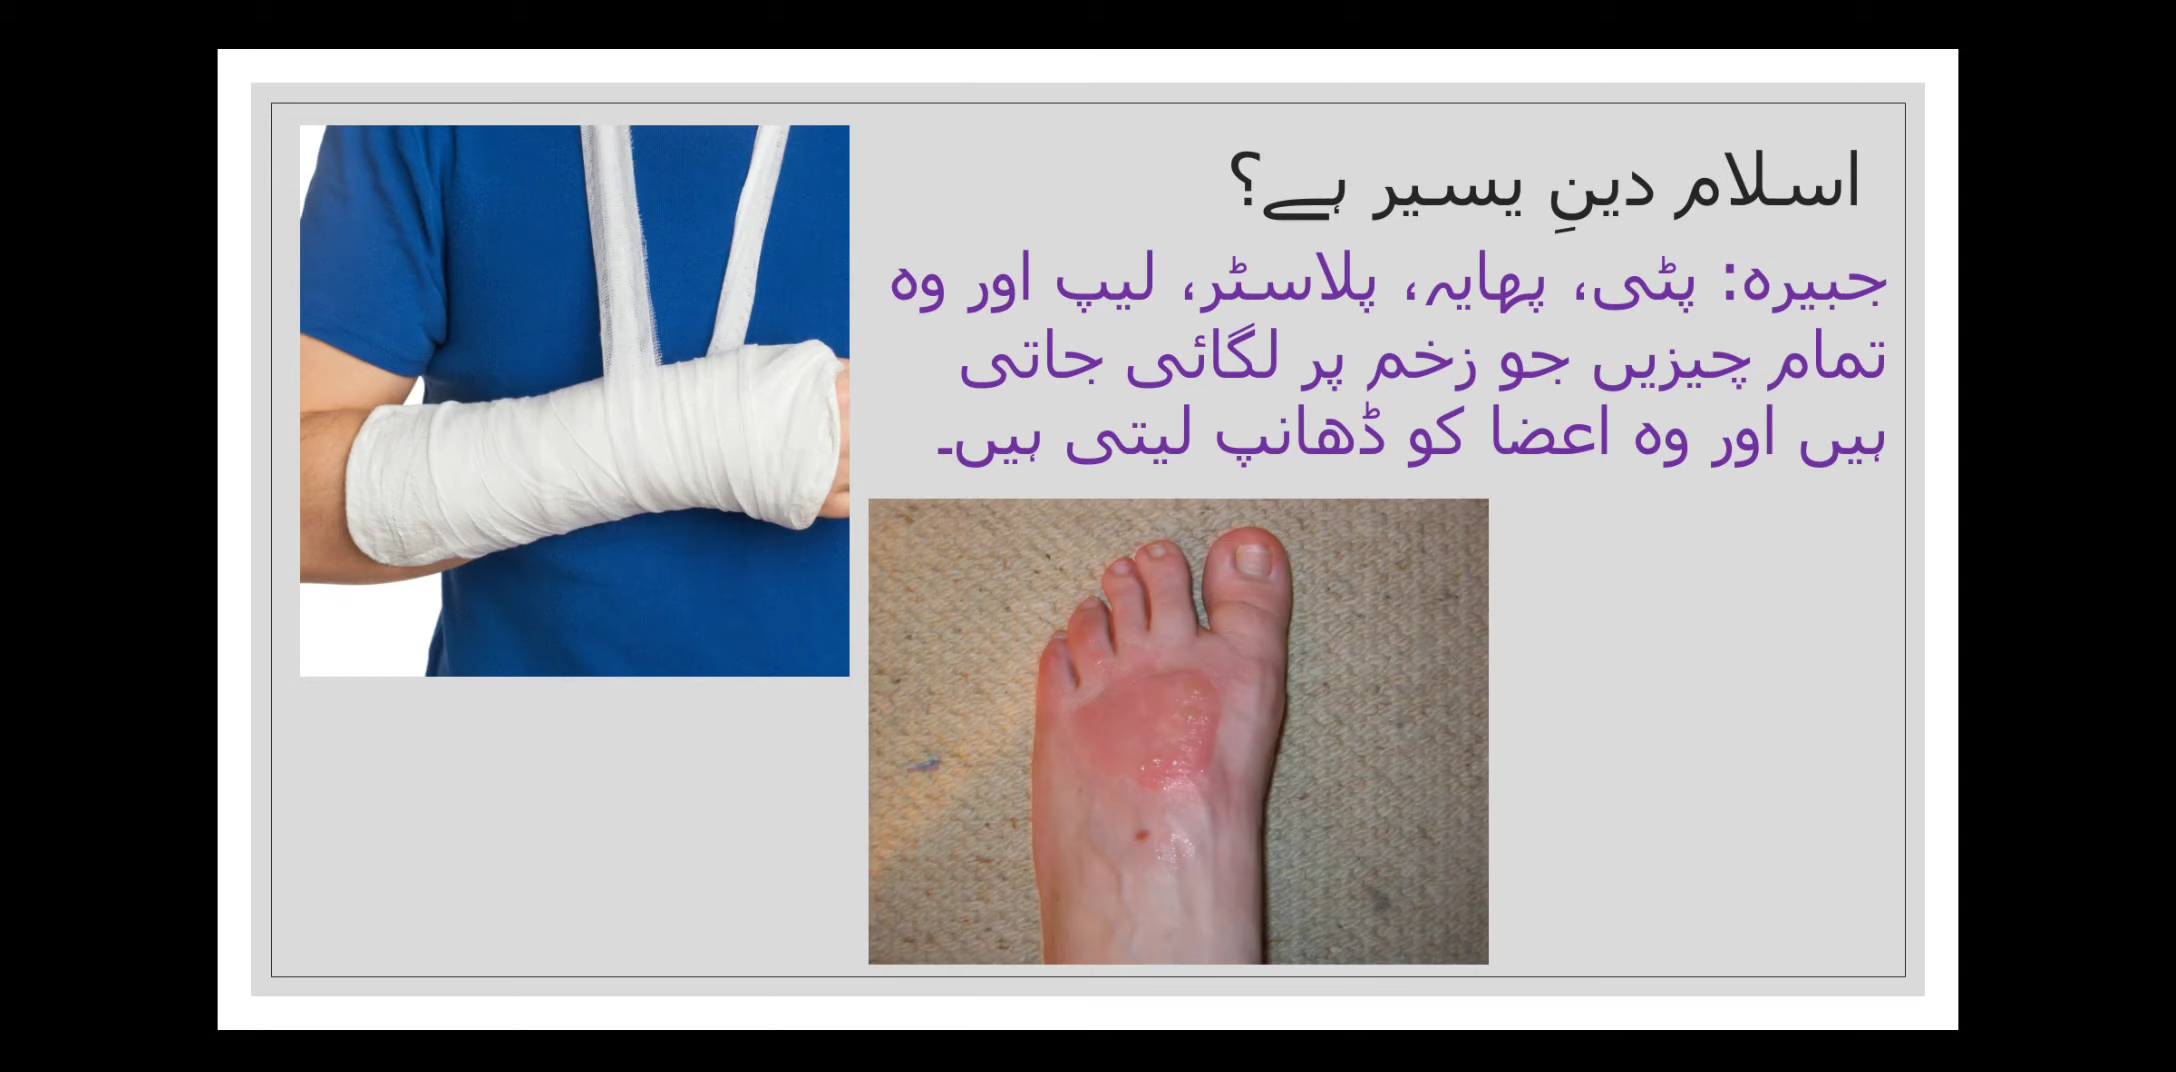 اسلام دینِ یسیر ہے؟
جبیرہ: پٹی، پھایہ، پلاسٹر، لیپ اور وہ
تمام چیزیں جو زخم پر لگائی جاتی
ہیں اور وہ اعضا کو ڈھانپ لیتی ہیں۔